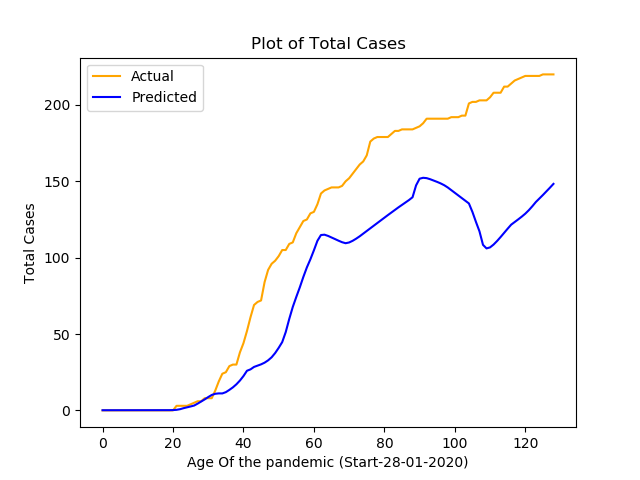 Plot of Total Cases
Actual
Predicted
200
150
100
50
0
Total Cases
0 20 40 60 80 100 120
Age Of the pandemic (Start-28-01-2020)